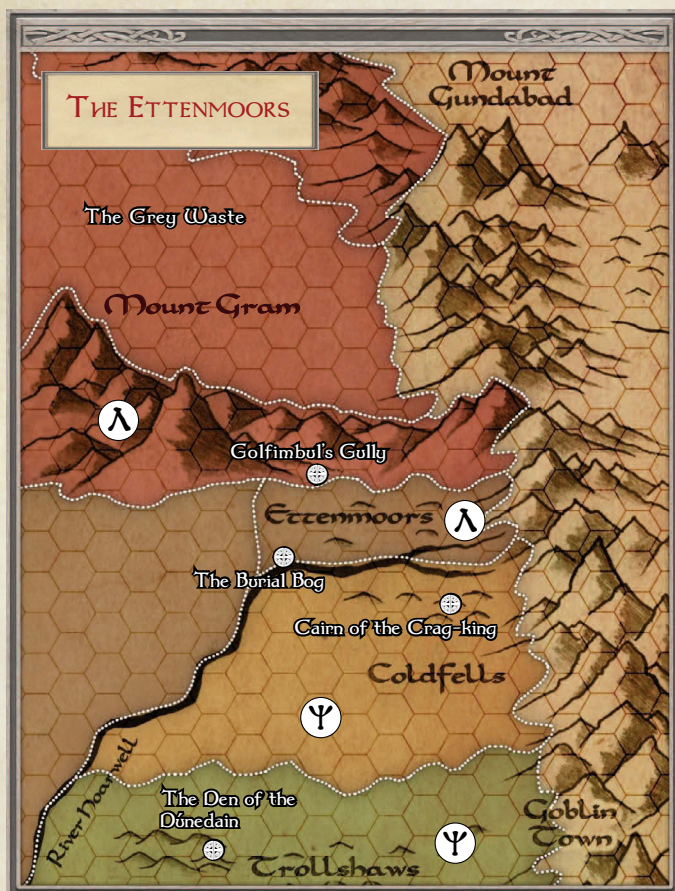 The Ettenmoors
Mount
Gundabad
The Grey Waste
Mount Gram
Golfimbul's Gully
Ettenmoors
The Burial Bog
Cairn of the Crag-king
Coldfells
River Hoarwell
The Den of the
Dúnedain
Goblin
Town
Trollshaws